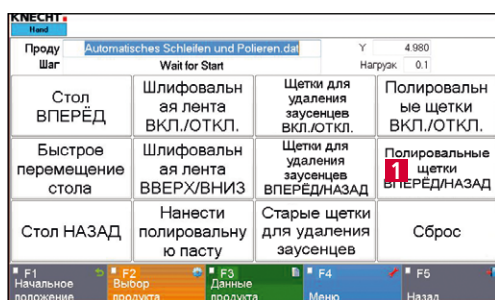 KNECHT
Hand
Проду Automatisches Schleifen und Polieren.dat Y 4.980
Шаг Wait for Start Нагрузк 0.1
Стол
ВПЕРЁД
Шлифовальн
ая лента
ВКЛ./ОТКЛ.
Щетки для
удаления
заусенцев
ВКЛ./ОТКЛ.
Полировальн
ые щетки
ВКЛ./ОТКЛ.
Быстрое
перемещение
стола
Шлифовальн
ая лента
ВВЕРХ/ВНИЗ
Щетки для
удаления
заусенцев
ВПЕРЁД/НАЗАД
Полировальные
1 щетки
ВПЕРЁД/НАЗАД
Стол НАЗАД
Нанести
полировальну
ю пасту
Старые щетки
для удаления
заусенцев
Сброс
F1
Начальное
положение
F2
Выбор
продукта
F3
Данные
продукта
F4
Меню
F5
Назад